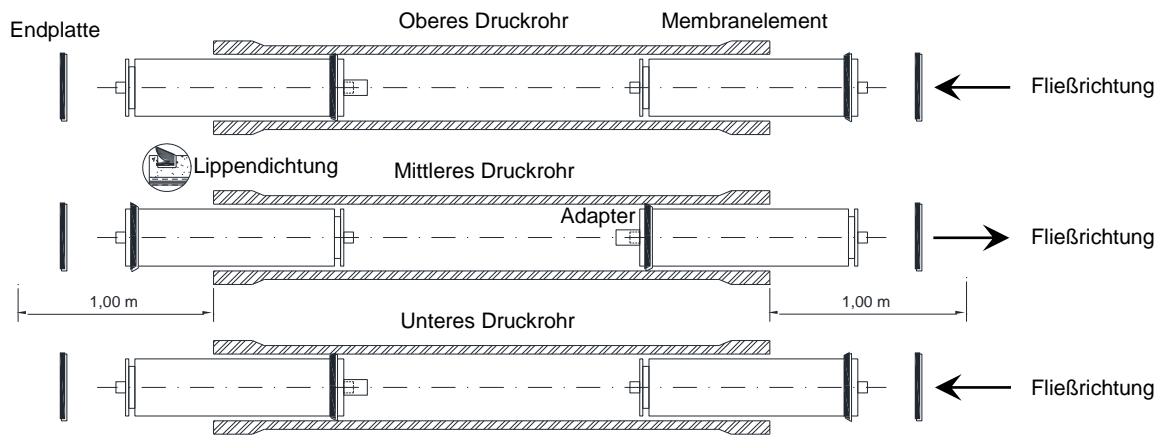 Endplatte
Oberes Druckrohr
Membranelement
Fließrichtung
Lippendichtung
Mittleres Druckrohr
Adapter
Fließrichtung
1,00 m
1,00 m
Unteres Druckrohr
Fließrichtung